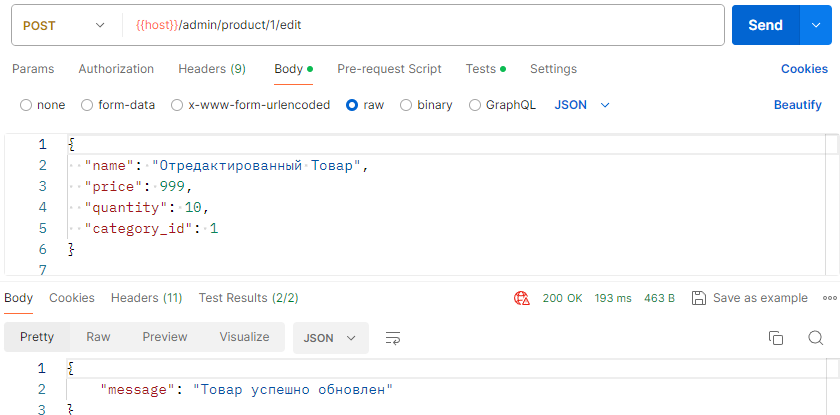 POST {{host}}/admin/product/1/edit Send
Params Authorization Headers (9) Body Pre-request Script Tests Settings Cookies
none form-data x-www-form-urlencoded raw binary GraphQL JSON Beautify
1 {
2 "name": "Отредактированный Товар",
3 "price": 999,
4 "quantity": 10,
5 "category_id": 1
6 }
7
Body Cookies Headers (11) Test Results (2/2) 200 OK 193 ms 463 B Save as example
Pretty Raw Preview Visualize JSON
1 {
2 "message": "Товар успешно обновлен"
3 }